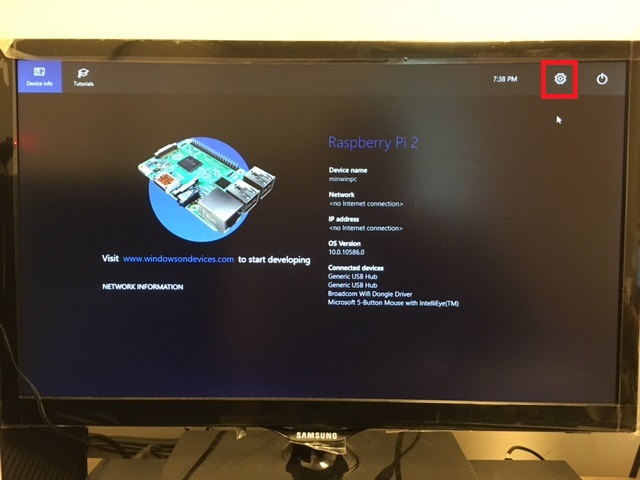 Device info
Tutorials
7:38 PM
Raspberry Pi 2
Device name
minwinpc
Network
<no Internet connection>
IP address
<no Internet connection>
OS Version
10.0.10586.0
Connected devices
Generic USB Hub
Generic USB Hub
Broadcom Wifi Dongle Driver
Microsoft 5-Button Mouse with IntelliEye(TM)
Visit www.windowsondevices.com to start developing
NETWORK INFORMATION
SAMSUNG